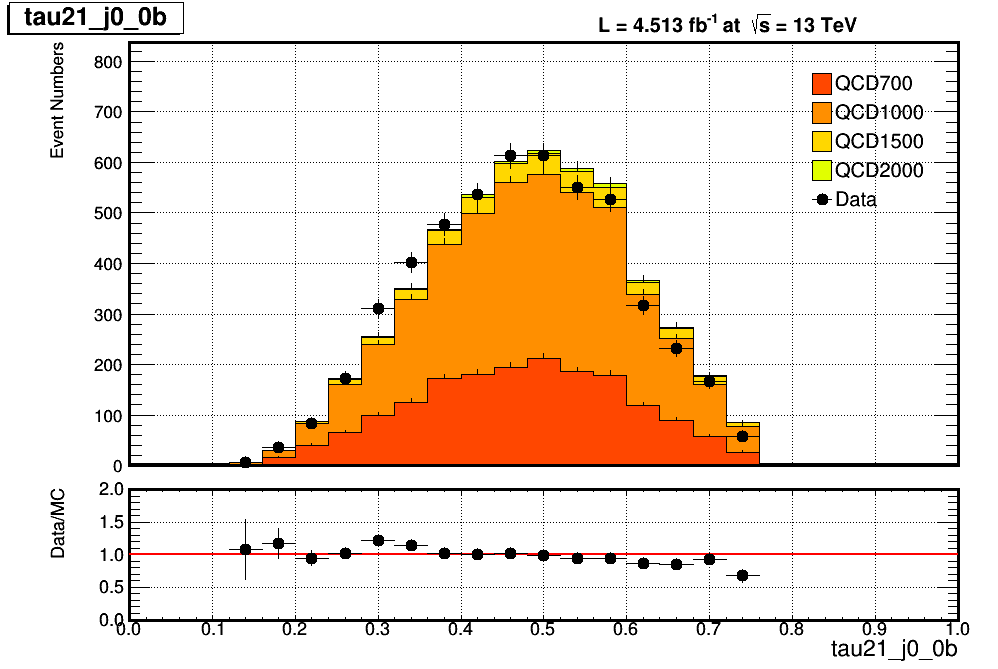 tau21_j0_0b
L = 4.513 fb⁻¹ at √s = 13 TeV
Event Numbers
800
700
600
500
400
300
200
100
0
QCD700
QCD1000
QCD1500
QCD2000
Data
Data/MC
2.0
1.5
1.0
0.5
0.0
0.0 0.1 0.2 0.3 0.4 0.5 0.6 0.7 0.8 0.9 1.0
tau21_j0_0b